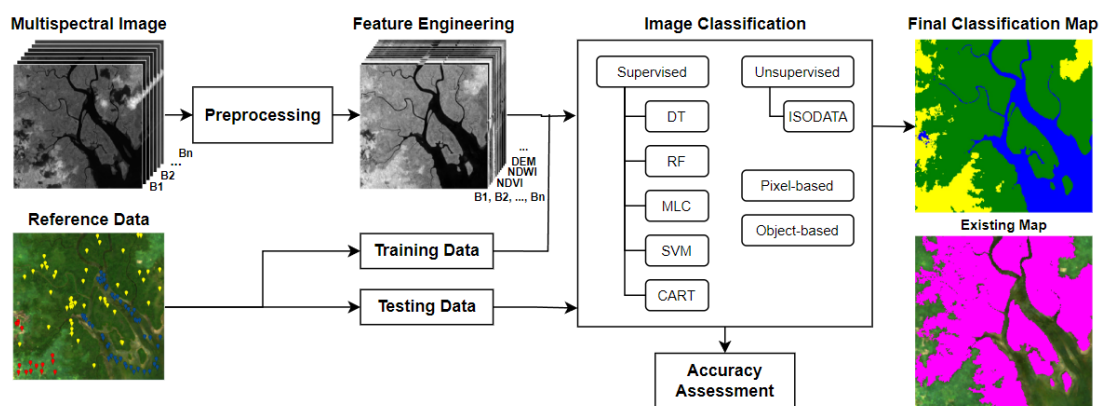 Multispectral Image
Feature Engineering
Image Classification
Final Classification Map
Preprocessing
Bn
...
B2
B1
...
DEM
NDWI
NDVI
B1, B2, ..., Bn
Supervised
DT
RF
MLC
SVM
CART
Unsupervised
ISODATA
Pixel-based
Object-based
Reference Data
Training Data
Testing Data
Existing Map
Accuracy
Assessment